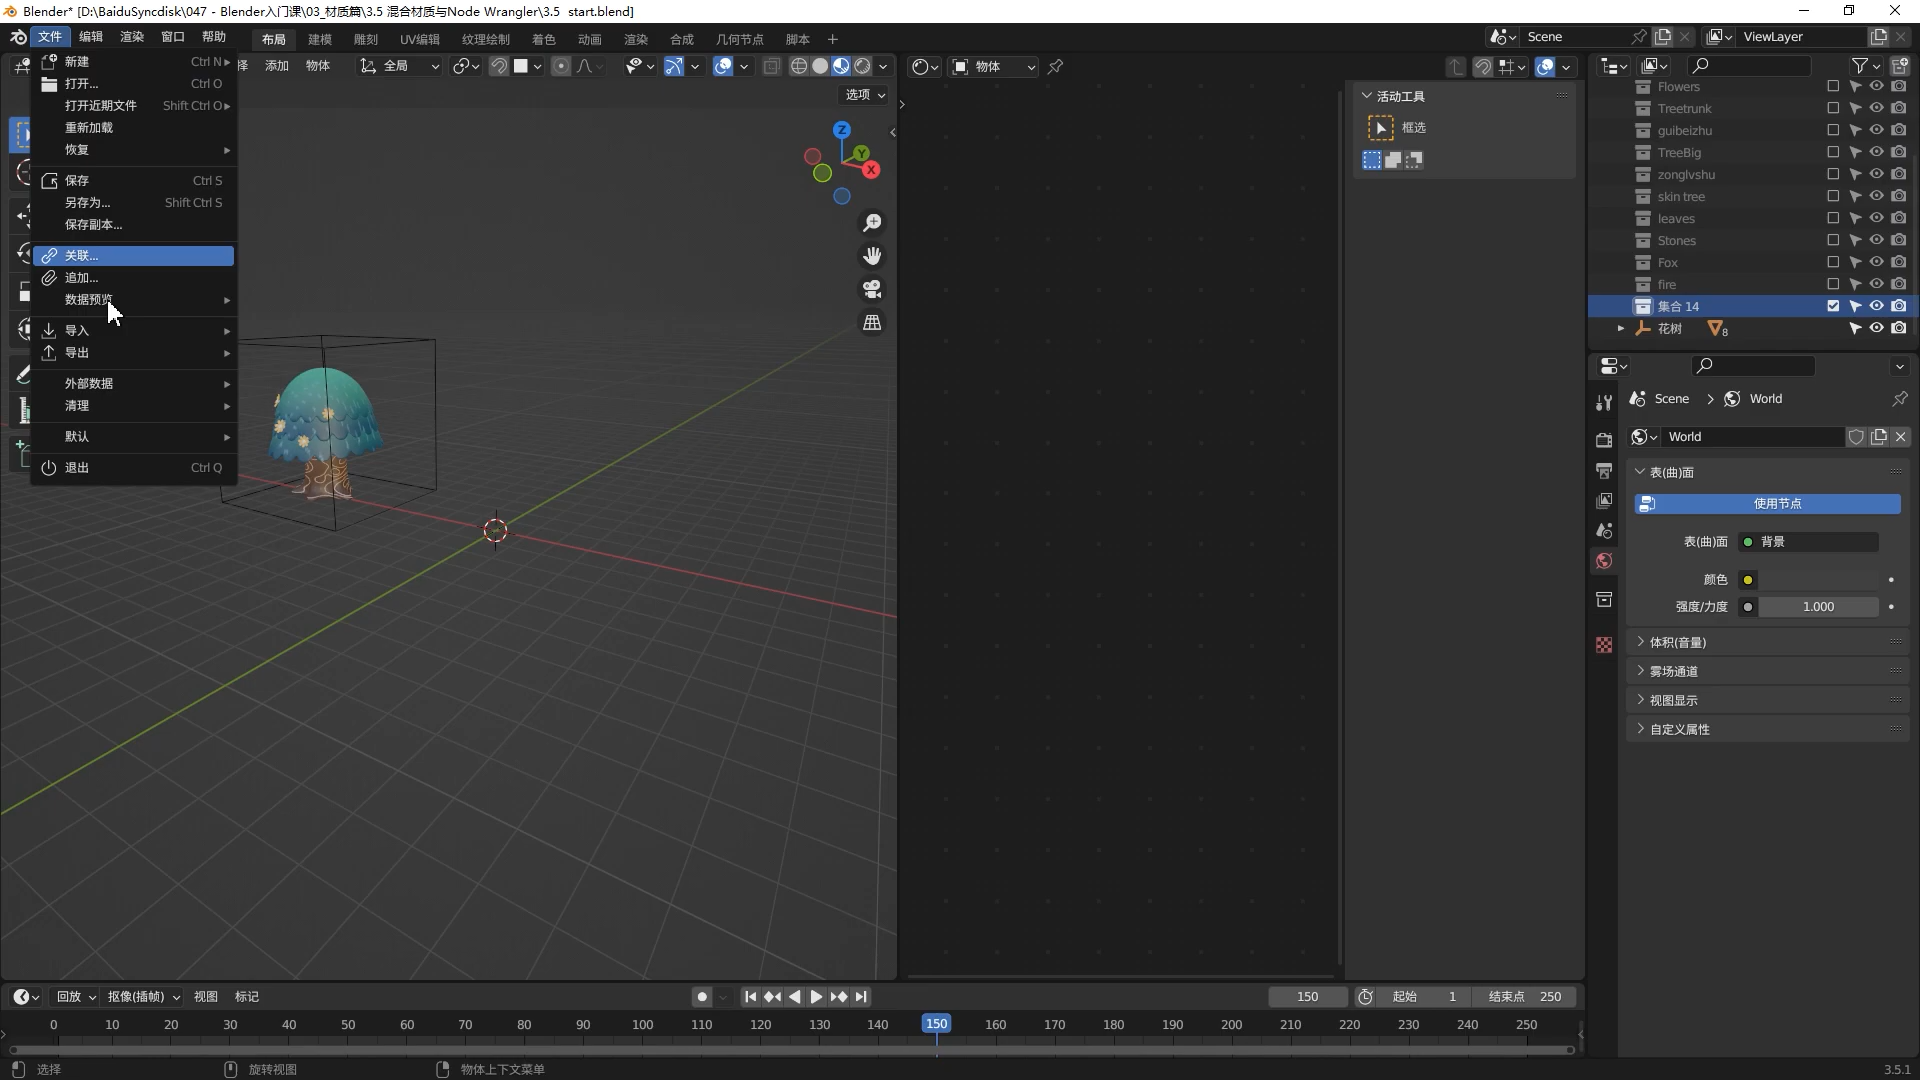 Blender* [D:\BaiduSyncdisk\047 - Blender入门课\03_材质篇\3.5 混合材质与Node Wrangler\3.5  start.blend]
文件 编辑 渲染 窗口 帮助 布局 建模 雕刻 UV编辑 纹理绘制 着色 动画 渲染 合成 几何节点 脚本 + Scene ViewLayer
添加 物体 全局 物体
选项
新建 Ctrl N
打开... Ctrl O
打开近期文件 Shift Ctrl O
重新加载
恢复
保存 Ctrl S
另存为... Shift Ctrl S
保存副本...
关联...
追加...
数据预览
导入
导出
外部数据
清理
默认
退出 Ctrl Q
Z
Y
X
活动工具
框选
Flowers
Treetrunk
guibeizhu
TreeBig
zonglvshu
skin tree
leaves
Stones
Fox
fire
集合 14
花树 8
Scene World
World
表(曲)面
使用节点
表(曲)面 背景
颜色
强度/力度 1.000
体积(音量)
雾场通道
视图显示
自定义属性
回放 抠像(插帧) 视图 标记 150 起始 1 结束点 250
0 10 20 30 40 50 60 70 80 90 100 110 120 130 140 150 160 170 180 190 200 210 220 230 240 250
选择 旋转视图 物体上下文菜单 3.5.1